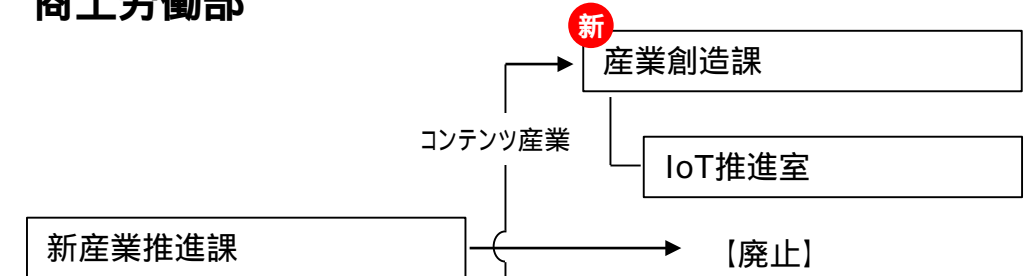 商工労働部
新
産業創造課
コンテンツ産業
IoT推進室
新産業推進課
【廃止】